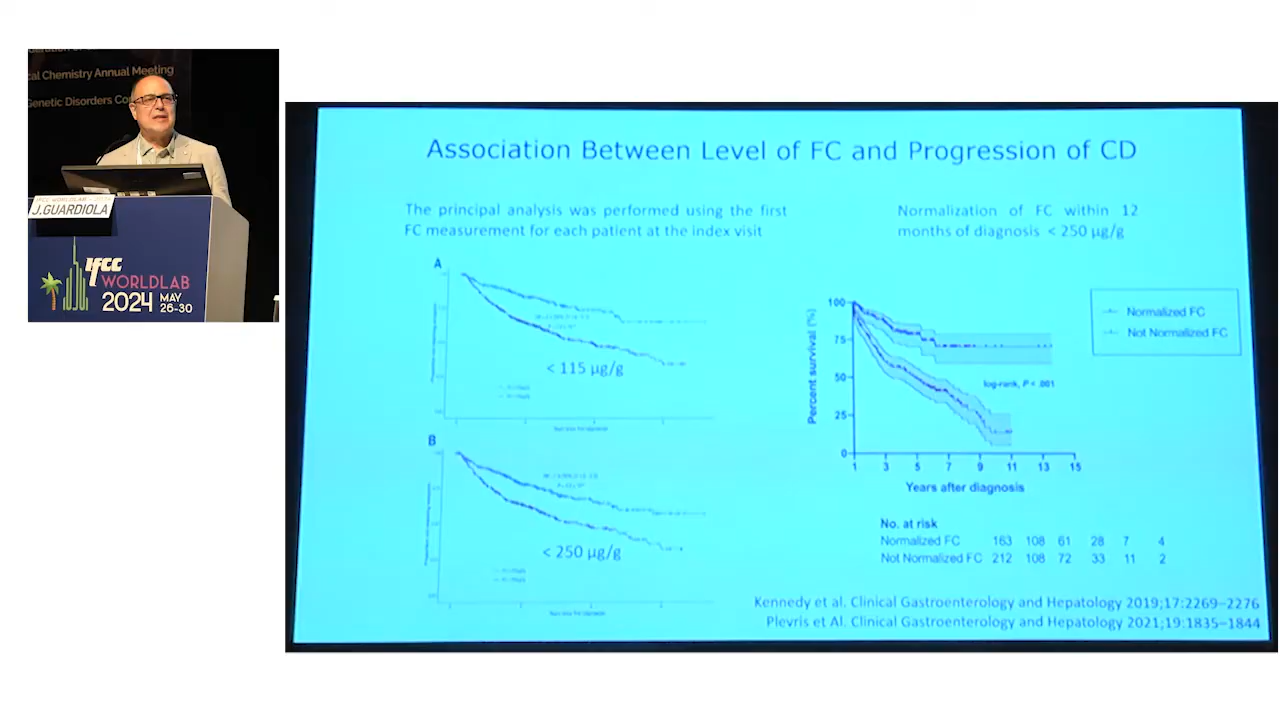 cal Chemistry Annual Meeting
Genetic Disorders Co
IFCC WORLDLAB
J.GUARDIOLA
IFCC
WORLDLAB
2024 MAY
26-30
Association Between Level of FC and Progression of CD
The principal analysis was performed using the first
FC measurement for each patient at the index visit
A
< 115 µg/g
B
< 250 µg/g
Normalization of FC within 12
months of diagnosis < 250 µg/g
Normalized FC
Not Normalized FC
Percent survival (%)
100
75
50
25
0
log-rank, P < .001
1 3 5 7 9 11 13 15
Years after diagnosis
No. at risk
Normalized FC 163 108 61 28 7 4
Not Normalized FC 212 108 72 33 11 2
Kennedy et al. Clinical Gastroenterology and Hepatology 2019;17:2269–2276
Plevris et Al. Clinical Gastroenterology and Hepatology 2021;19:1835–1844